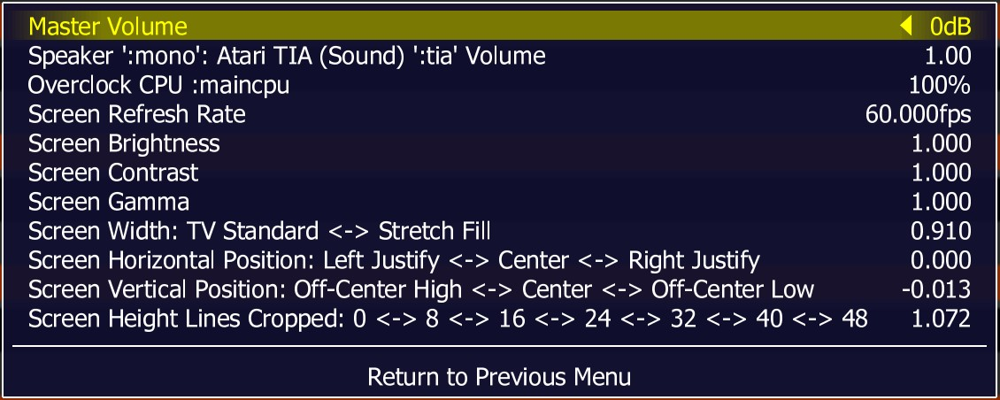 Master Volume 0dB
Speaker ':mono': Atari TIA (Sound) ':tia' Volume 1.00
Overclock CPU :maincpu 100%
Screen Refresh Rate 60.000fps
Screen Brightness 1.000
Screen Contrast 1.000
Screen Gamma 1.000
Screen Width: TV Standard <-> Stretch Fill 0.910
Screen Horizontal Position: Left Justify <-> Center <-> Right Justify 0.000
Screen Vertical Position: Off-Center High <-> Center <-> Off-Center Low -0.013
Screen Height Lines Cropped: 0 <-> 8 <-> 16 <-> 24 <-> 32 <-> 40 <-> 48 1.072
Return to Previous Menu